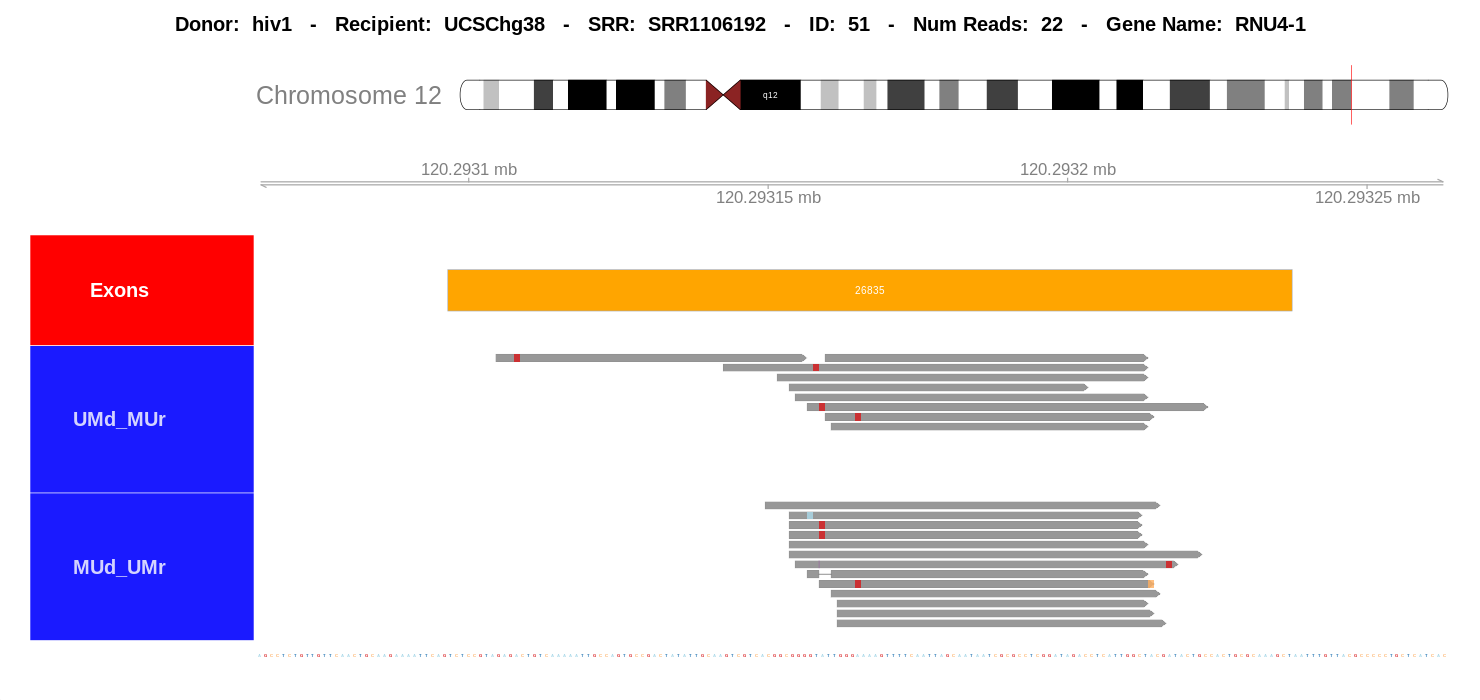 Donor: hiv1 - Recipient: UCSChg38 - SRR: SRR1106192 - ID: 51 - Num Reads: 22 - Gene Name: RNU4-1
Chromosome 12
q12
120.2931 mb
120.2932 mb
120.29315 mb
120.29325 mb
Exons
26835
UMd_MUr
MUd_UMr